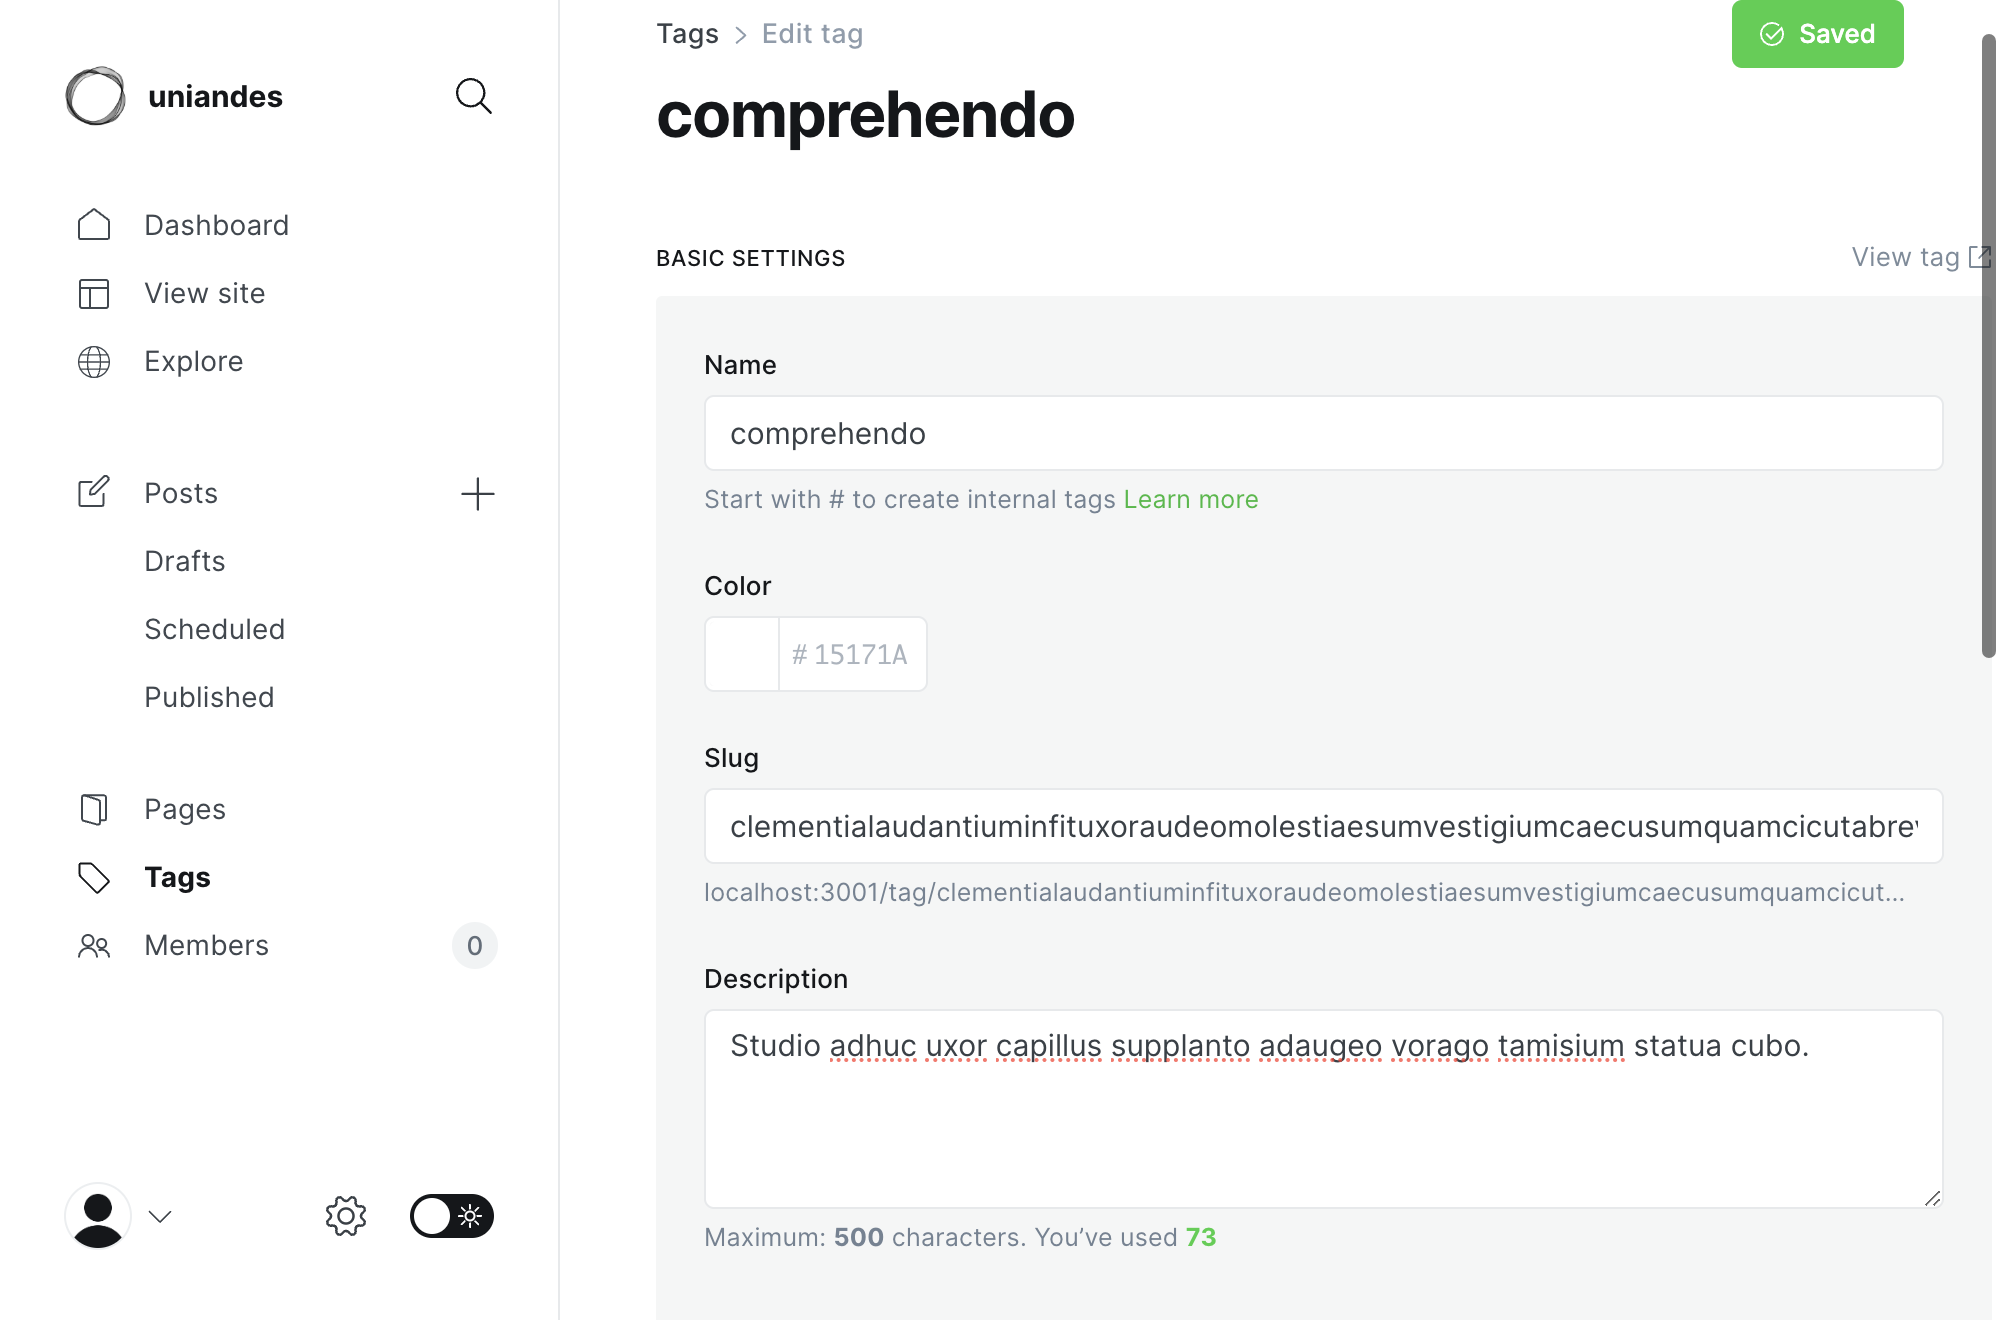 uniandes
Dashboard
View site
Explore
Posts
Drafts
Scheduled
Published
Pages
Tags
Members
0
Tags > Edit tag
Saved
comprehendo
BASIC SETTINGS
View tag
Name
comprehendo
Start with # to create internal tags Learn more
Color
# 15171A
Slug
clementialaudantiuminfituxoraudeomolestiaesumvestigiumcaecusumquamcicutabre
localhost:3001/tag/clementialaudantiuminfituxoraudeomolestiaesumvestigiumcaecusumquamcicut...
Description
Studio adhuc uxor capillus supplanto adaugeo vorago tamisium statua cubo.
Maximum: 500 characters. You’ve used 73